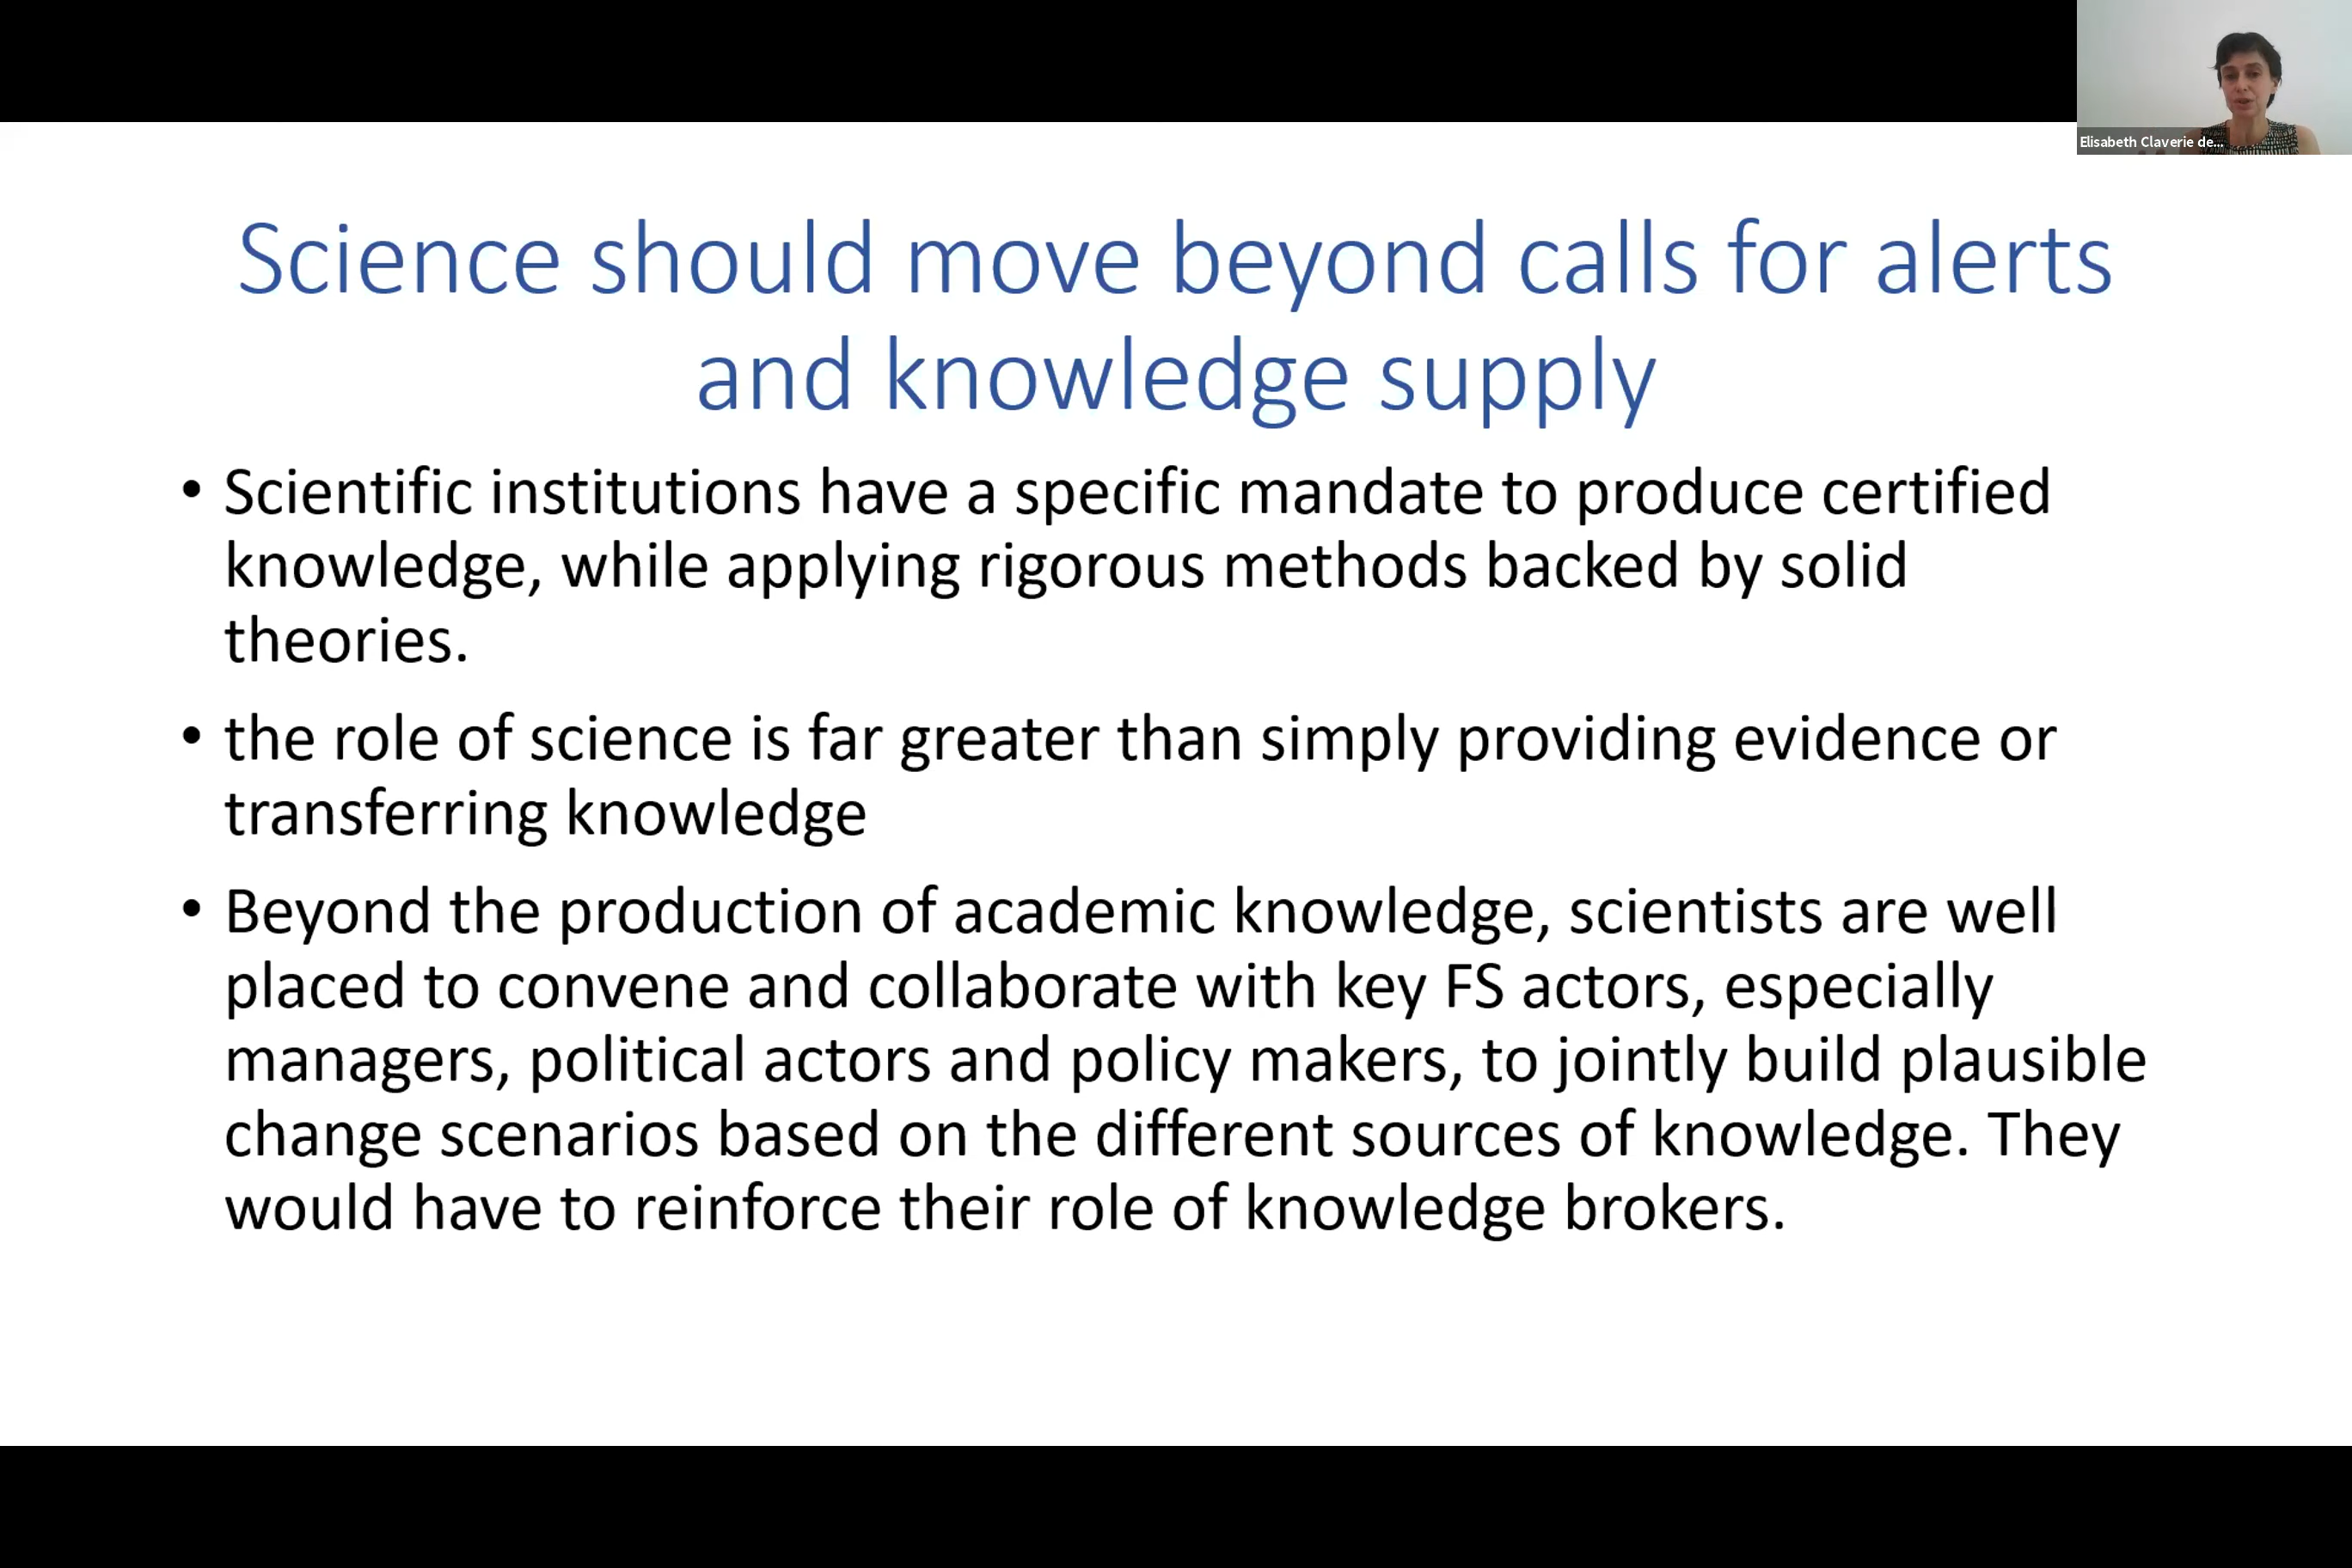 Elisabeth Claverie de...
Science should move beyond calls for alerts
and knowledge supply
• Scientific institutions have a specific mandate to produce certified
knowledge, while applying rigorous methods backed by solid
theories.
• the role of science is far greater than simply providing evidence or
transferring knowledge
• Beyond the production of academic knowledge, scientists are well
placed to convene and collaborate with key FS actors, especially
managers, political actors and policy makers, to jointly build plausible
change scenarios based on the different sources of knowledge. They
would have to reinforce their role of knowledge brokers.